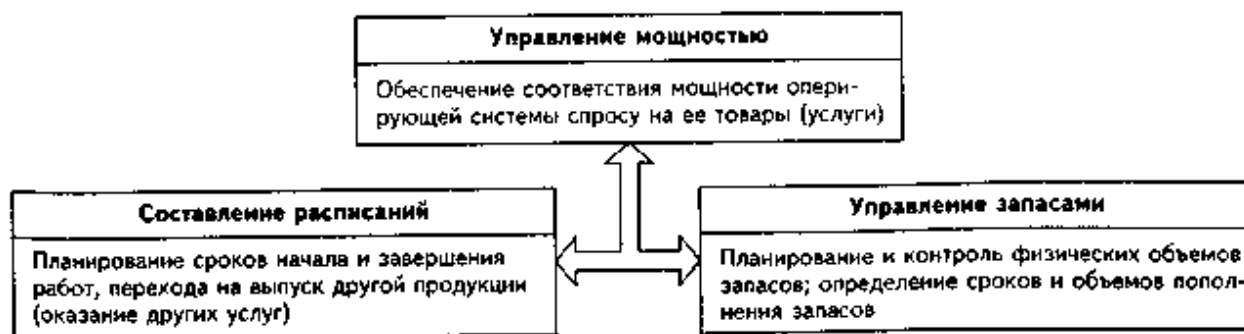 Управление мощностью
Обеспечение соответствия мощности опери-
рующей системы спросу на ее товары (услуги)
Составление расписаний
Планирование сроков начала и завершения
работ, перехода на выпуск другой продукции
(оказание других услуг)
Управление запасами
Планирование и контроль физических объемов
запасов; определение сроков и объемов попол-
нения запасов